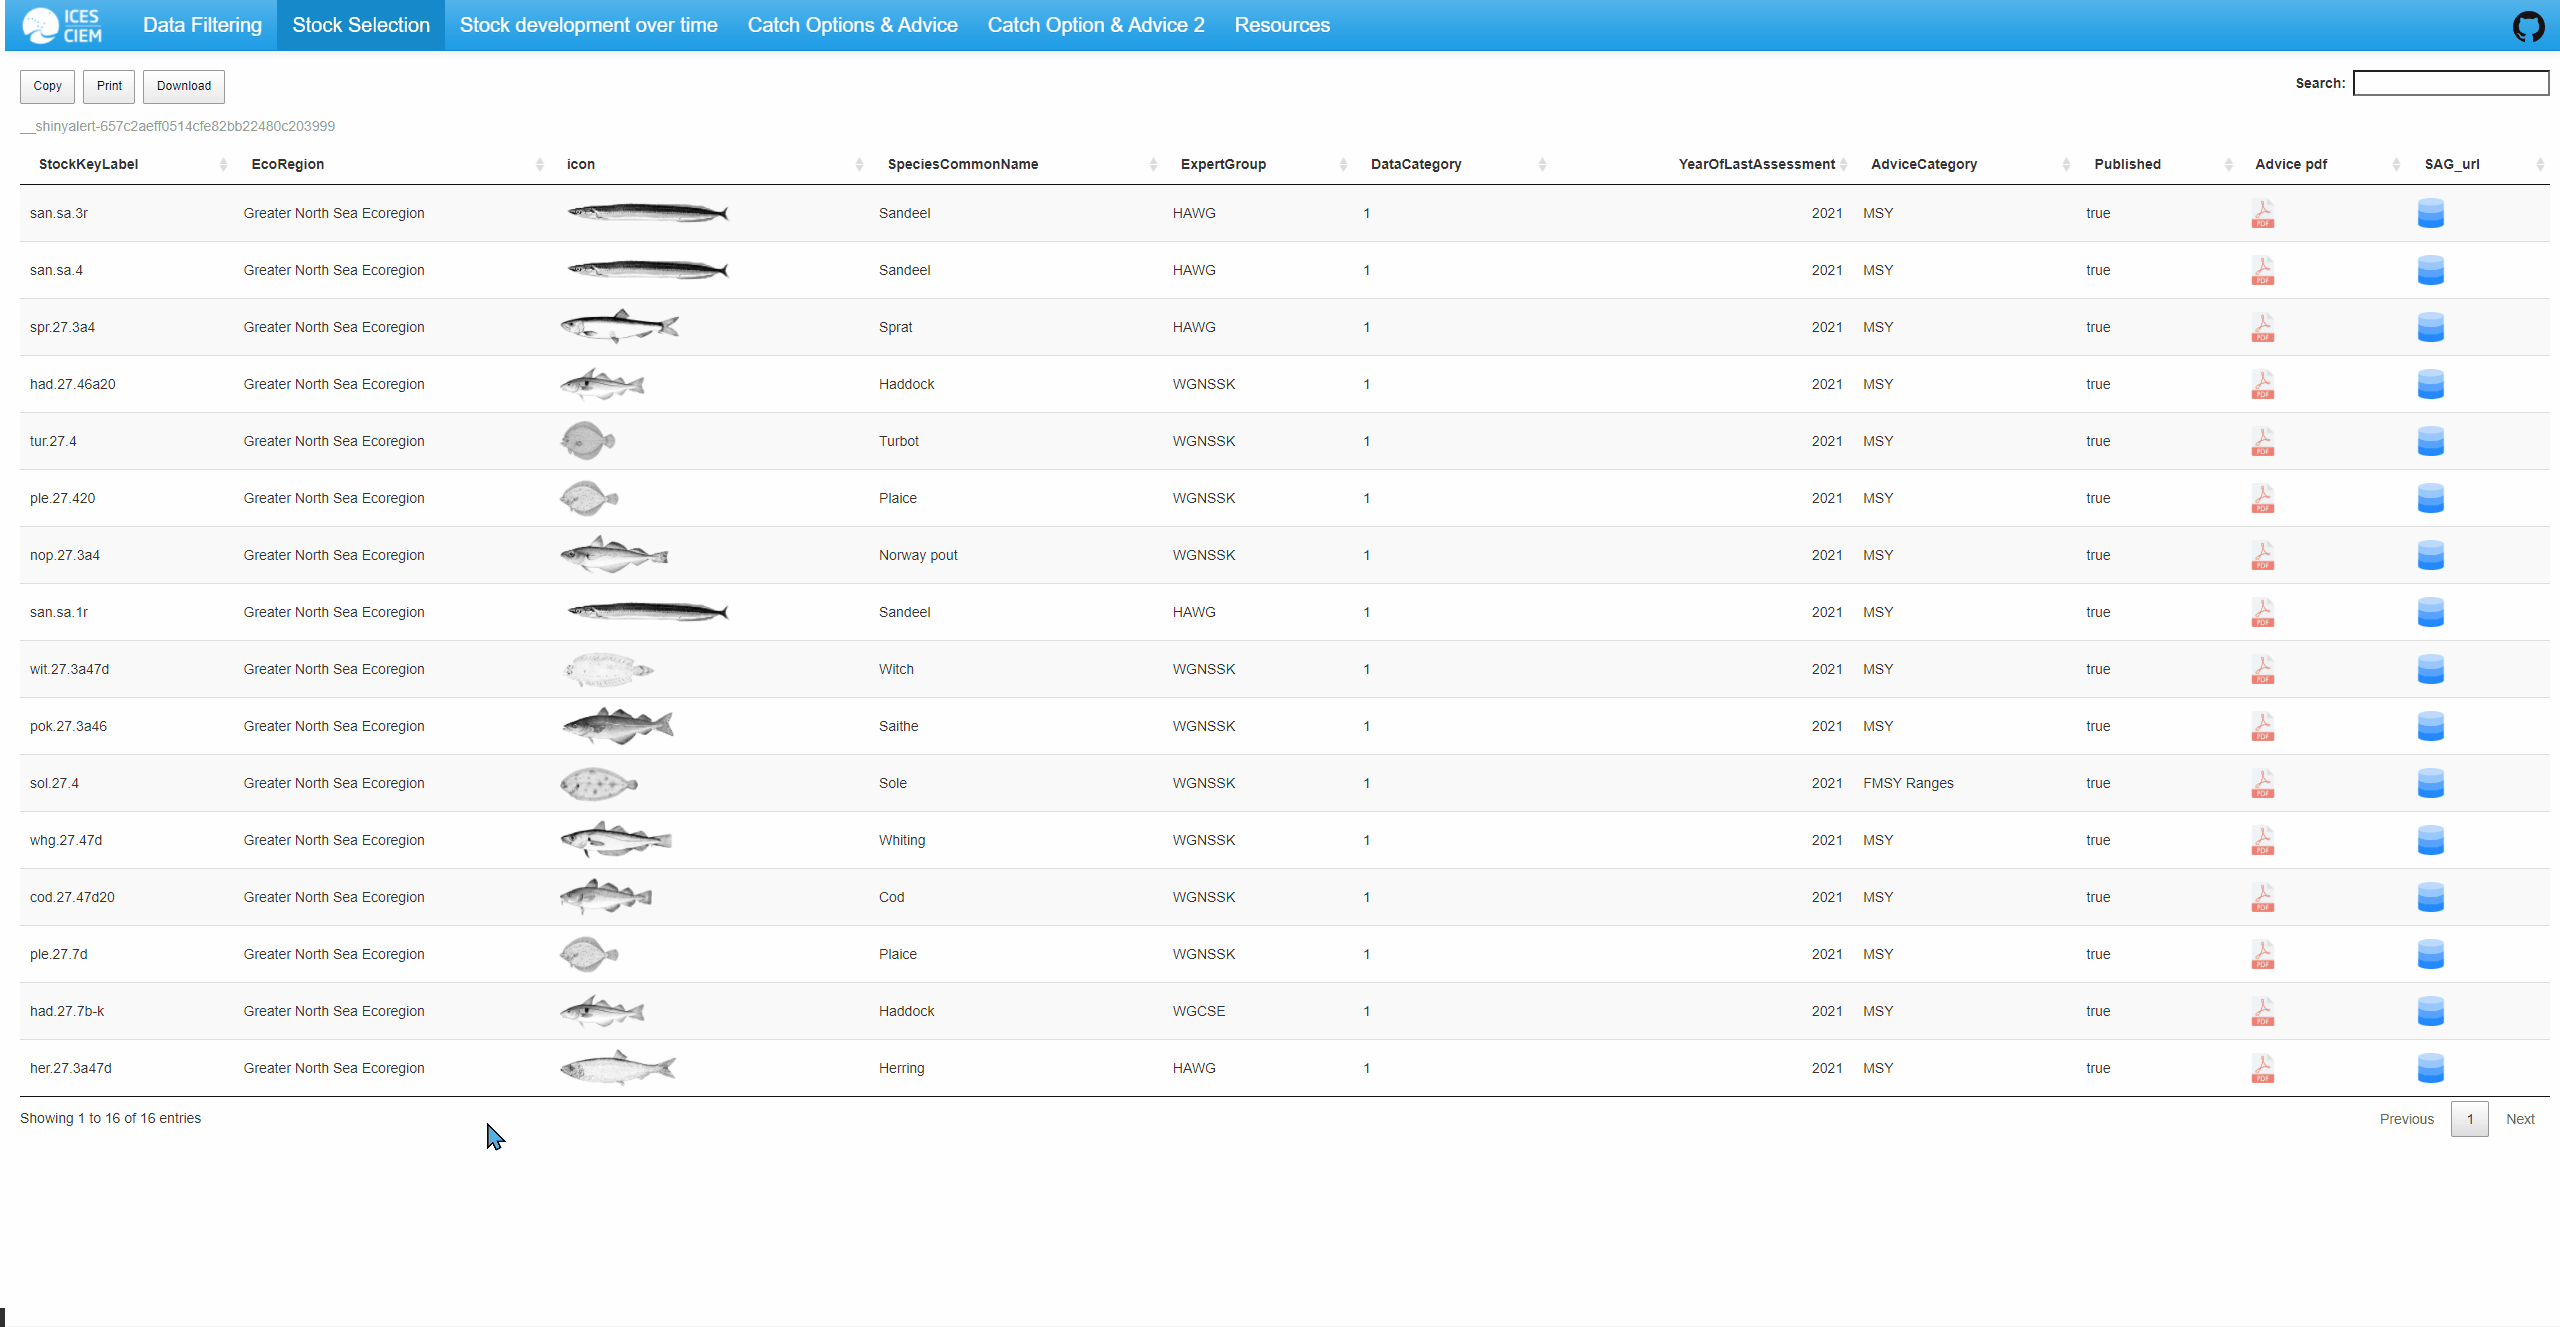 ICES
CIEM
Data Filtering Stock Selection Stock development over time Catch Options & Advice Catch Option & Advice 2 Resources
Copy Print Download Search:
__shinyalert-657c2aeff0514cfe82bb22480c203999
StockKeyLabel EcoRegion icon SpeciesCommonName ExpertGroup DataCategory YearOfLastAssessment AdviceCategory Published Advice pdf SAG_url
san.sa.3r Greater North Sea Ecoregion Sandeel HAWG 1 2021 MSY true PDF
san.sa.4 Greater North Sea Ecoregion Sandeel HAWG 1 2021 MSY true PDF
spr.27.3a4 Greater North Sea Ecoregion Sprat HAWG 1 2021 MSY true PDF
had.27.46a20 Greater North Sea Ecoregion Haddock WGNSSK 1 2021 MSY true PDF
tur.27.4 Greater North Sea Ecoregion Turbot WGNSSK 1 2021 MSY true PDF
ple.27.420 Greater North Sea Ecoregion Plaice WGNSSK 1 2021 MSY true PDF
nop.27.3a4 Greater North Sea Ecoregion Norway pout WGNSSK 1 2021 MSY true PDF
san.sa.1r Greater North Sea Ecoregion Sandeel HAWG 1 2021 MSY true PDF
wit.27.3a47d Greater North Sea Ecoregion Witch WGNSSK 1 2021 MSY true PDF
pok.27.3a46 Greater North Sea Ecoregion Saithe WGNSSK 1 2021 MSY true PDF
sol.27.4 Greater North Sea Ecoregion Sole WGNSSK 1 2021 FMSY Ranges true PDF
whg.27.47d Greater North Sea Ecoregion Whiting WGNSSK 1 2021 MSY true PDF
cod.27.47d20 Greater North Sea Ecoregion Cod WGNSSK 1 2021 MSY true PDF
ple.27.7d Greater North Sea Ecoregion Plaice WGNSSK 1 2021 MSY true PDF
had.27.7b-k Greater North Sea Ecoregion Haddock WGCSE 1 2021 MSY true PDF
her.27.3a47d Greater North Sea Ecoregion Herring HAWG 1 2021 MSY true PDF
Showing 1 to 16 of 16 entries Previous 1 Next